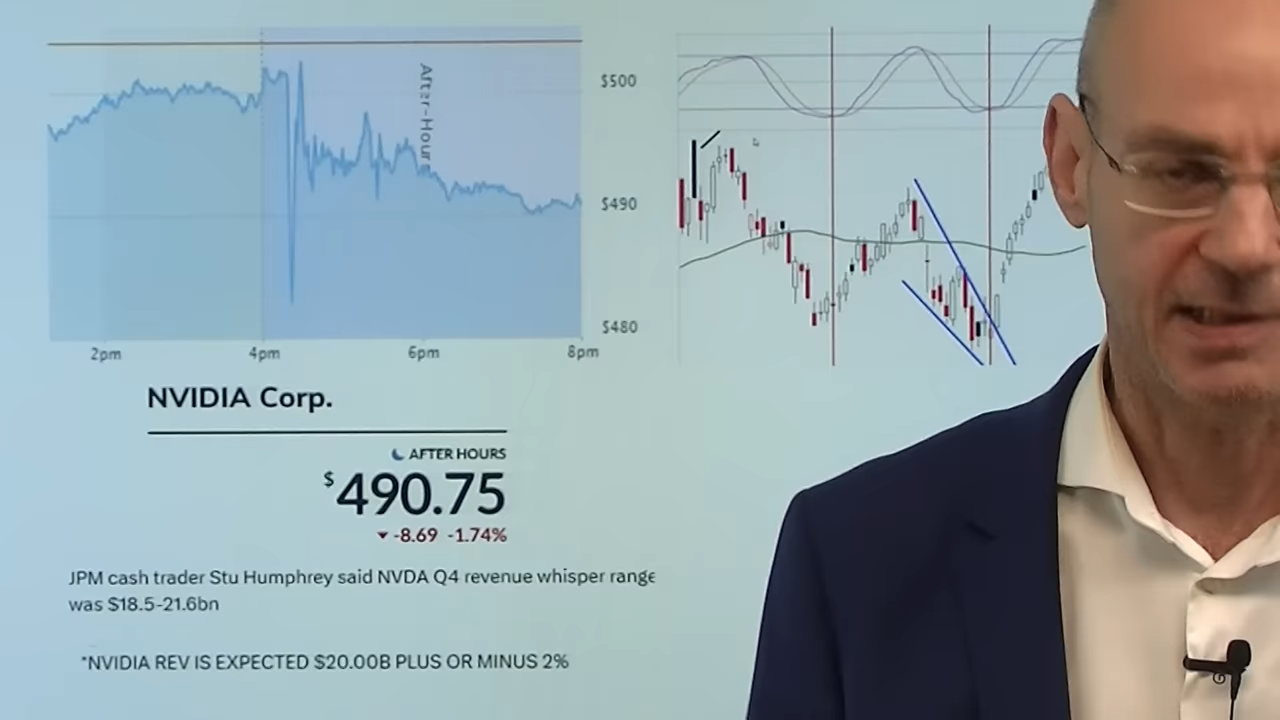 After-Hour
$500
$490
$480
2pm
4pm
6pm
8pm
NVIDIA Corp.
AFTER HOURS
$490.75
-8.69 -1.74%
JPM cash trader Stu Humphrey said NVDA Q4 revenue whisper range
was $18.5-21.6bn
*NVIDIA REV IS EXPECTED $20.00B PLUS OR MINUS 2%